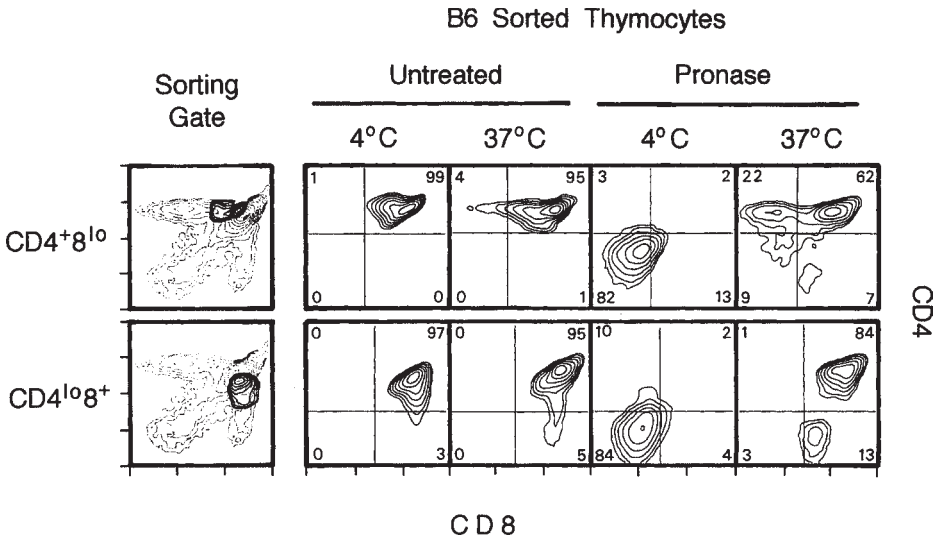 B6 Sorted Thymocytes
Untreated Pronase
Sorting
Gate
4°C 37°C 4°C 37°C
1 99 4 95 3 2 22 62
CD4⁺8ˡᵒ
0 0 0 1 82 13 9 7
0 97 0 95 10 2 1 84
CD4ˡᵒ8⁺
0 3 0 5 84 4 3 13
CD4
CD8